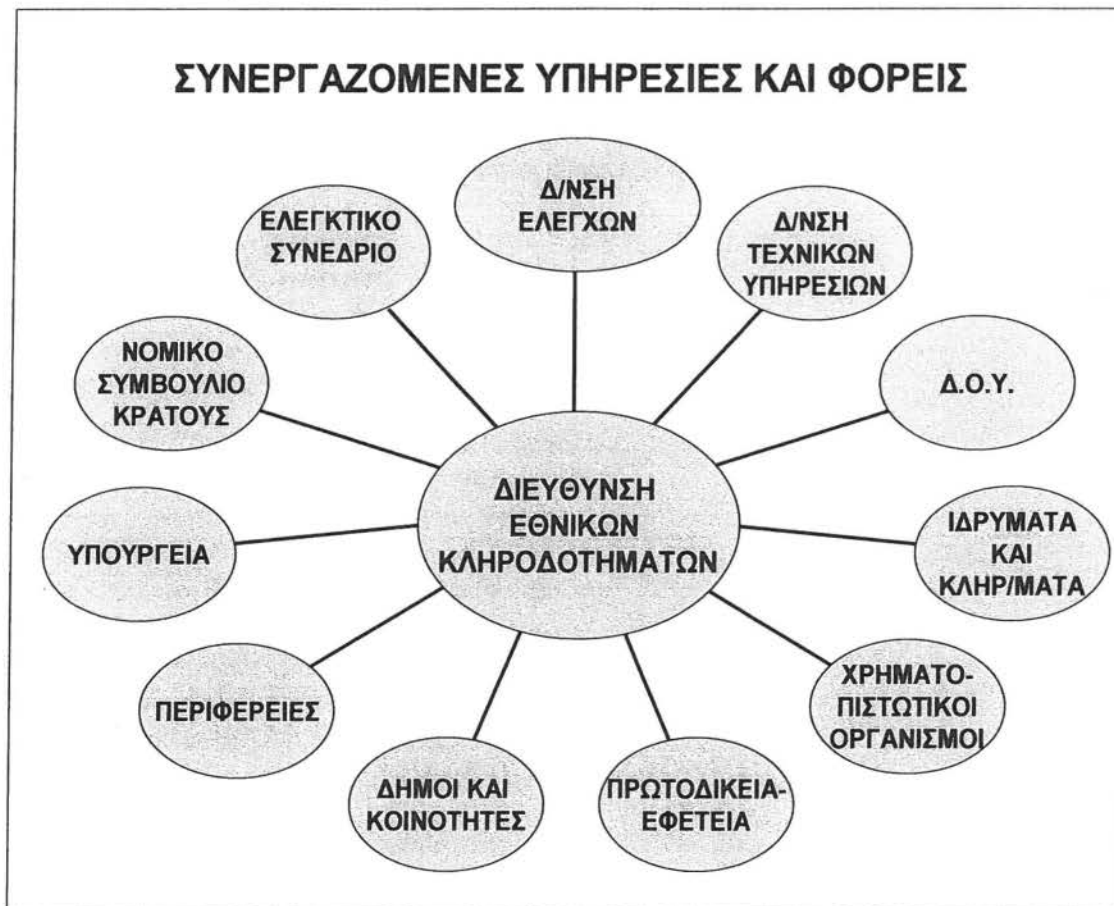 ΣΥΝΕΡΓΑΖΟΜΕΝΕΣ ΥΠΗΡΕΣΙΕΣ ΚΑΙ ΦΟΡΕΙΣ
Δ/ΝΣΗ
ΕΛΕΓΧΩΝ
ΕΛΕΓΚΤΙΚΟ
ΣΥΝΕΔΡΙΟ
Δ/ΝΣΗ
ΤΕΧΝΙΚΩΝ
ΥΠΗΡΕΣΙΩΝ
ΝΟΜΙΚΟ
ΣΥΜΒΟΥΛΙΟ
ΚΡΑΤΟΥΣ
Δ.Ο.Υ.
ΔΙΕΥΘΥΝΣΗ
ΕΘΝΙΚΩΝ
ΚΛΗΡΟΔΟΤΗΜΑΤΩΝ
ΥΠΟΥΡΓΕΙΑ
ΙΔΡΥΜΑΤΑ
ΚΑΙ
ΚΛΗΡ/ΜΑΤΑ
ΠΕΡΙΦΕΡΕΙΕΣ
ΧΡΗΜΑΤΟ-
ΠΙΣΤΩΤΙΚΟΙ
ΟΡΓΑΝΙΣΜΟΙ
ΔΗΜΟΙ ΚΑΙ
ΚΟΙΝΟΤΗΤΕΣ
ΠΡΩΤΟΔΙΚΕΙΑ-
ΕΦΕΤΕΙΑ